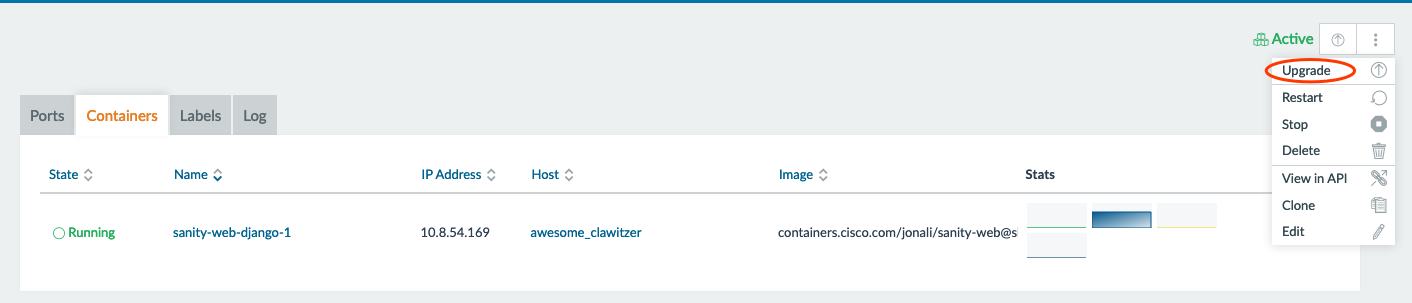 Active
Upgrade
Restart
Stop
Delete
View in API
Clone
Edit
Ports Containers Labels Log
State Name IP Address Host Image Stats
Running sanity-web-django-1 10.8.54.169 awesome_clawitzer containers.cisco.com/jonali/sanity-web@s